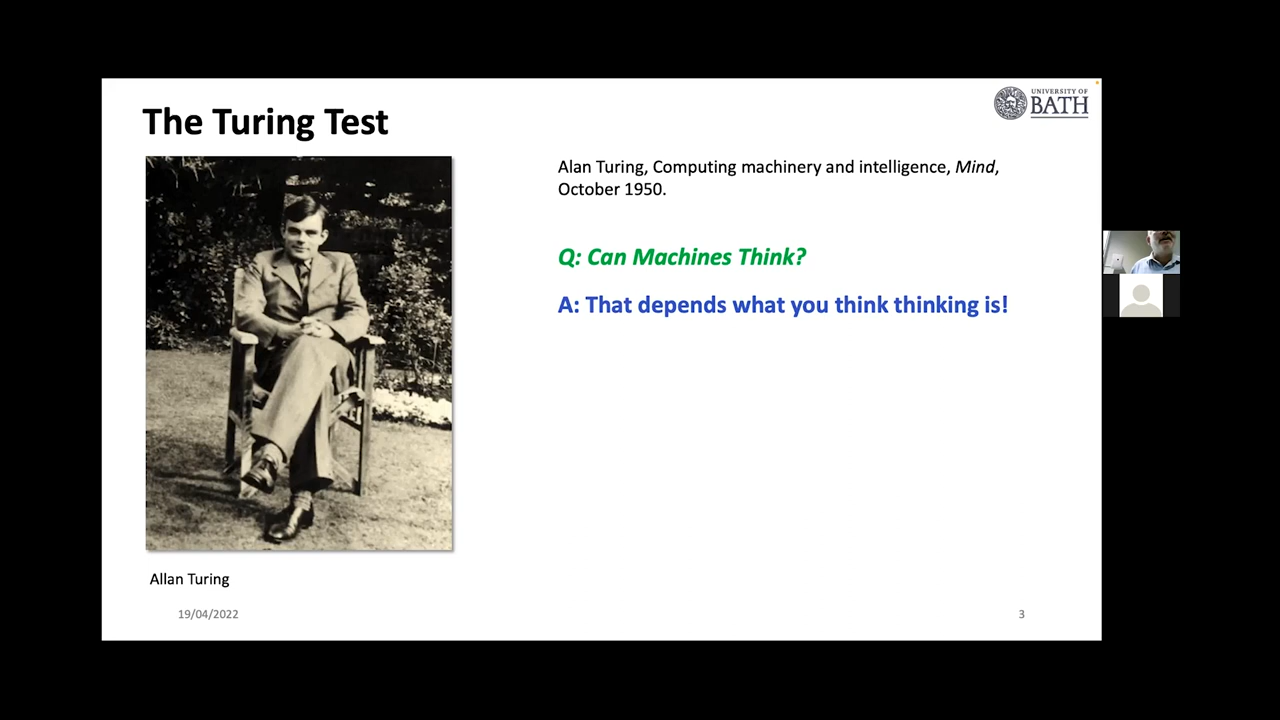 The Turing Test
UNIVERSITY OF
BATH
Alan Turing, Computing machinery and intelligence, Mind,
October 1950.
Q: Can Machines Think?
A: That depends what you think thinking is!
Allan Turing
19/04/2022
3